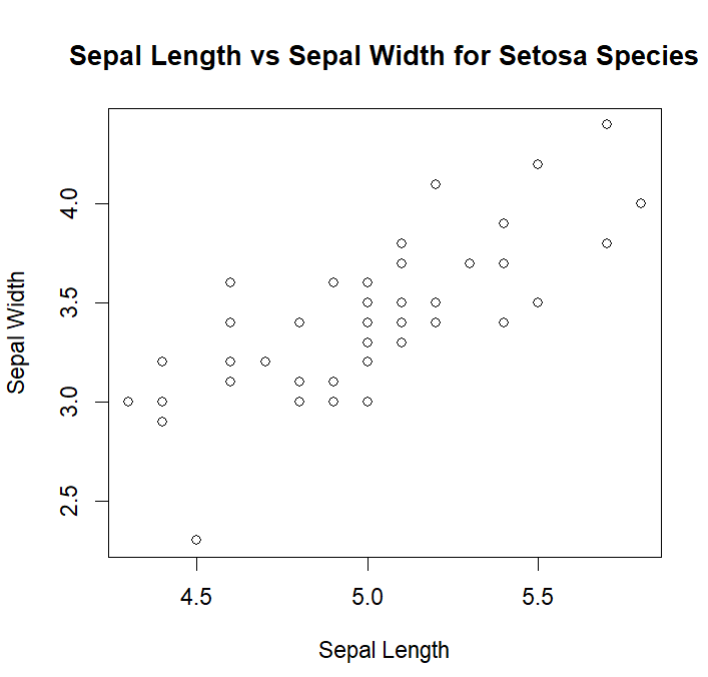 Sepal Length vs Sepal Width for Setosa Species
4.0
3.5
3.0
2.5
Sepal Width
4.5 5.0 5.5
Sepal Length